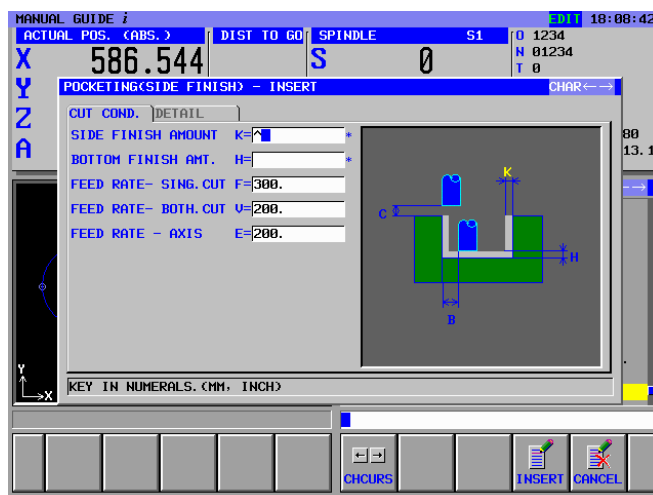 MANUAL GUIDE i EDIT 18:08:42
ACTUAL POS. (ABS.) DIST TO GO SPINDLE S1 O 1234
X 586.544 S 0 N 01234
T 0
Y POCKETING(SIDE FINISH) - INSERT CHAR←→
Z CUT COND. DETAIL
SIDE FINISH AMOUNT K=^ *
80
A BOTTOM FINISH AMT. H= * 13.1
FEED RATE- SING.CUT F=300.
FEED RATE- BOTH.CUT V=200.
FEED RATE - AXIS E=200.
K
C
H
B
Y
X
KEY IN NUMERALS.(MM, INCH)
CHCURS INSERT CANCEL